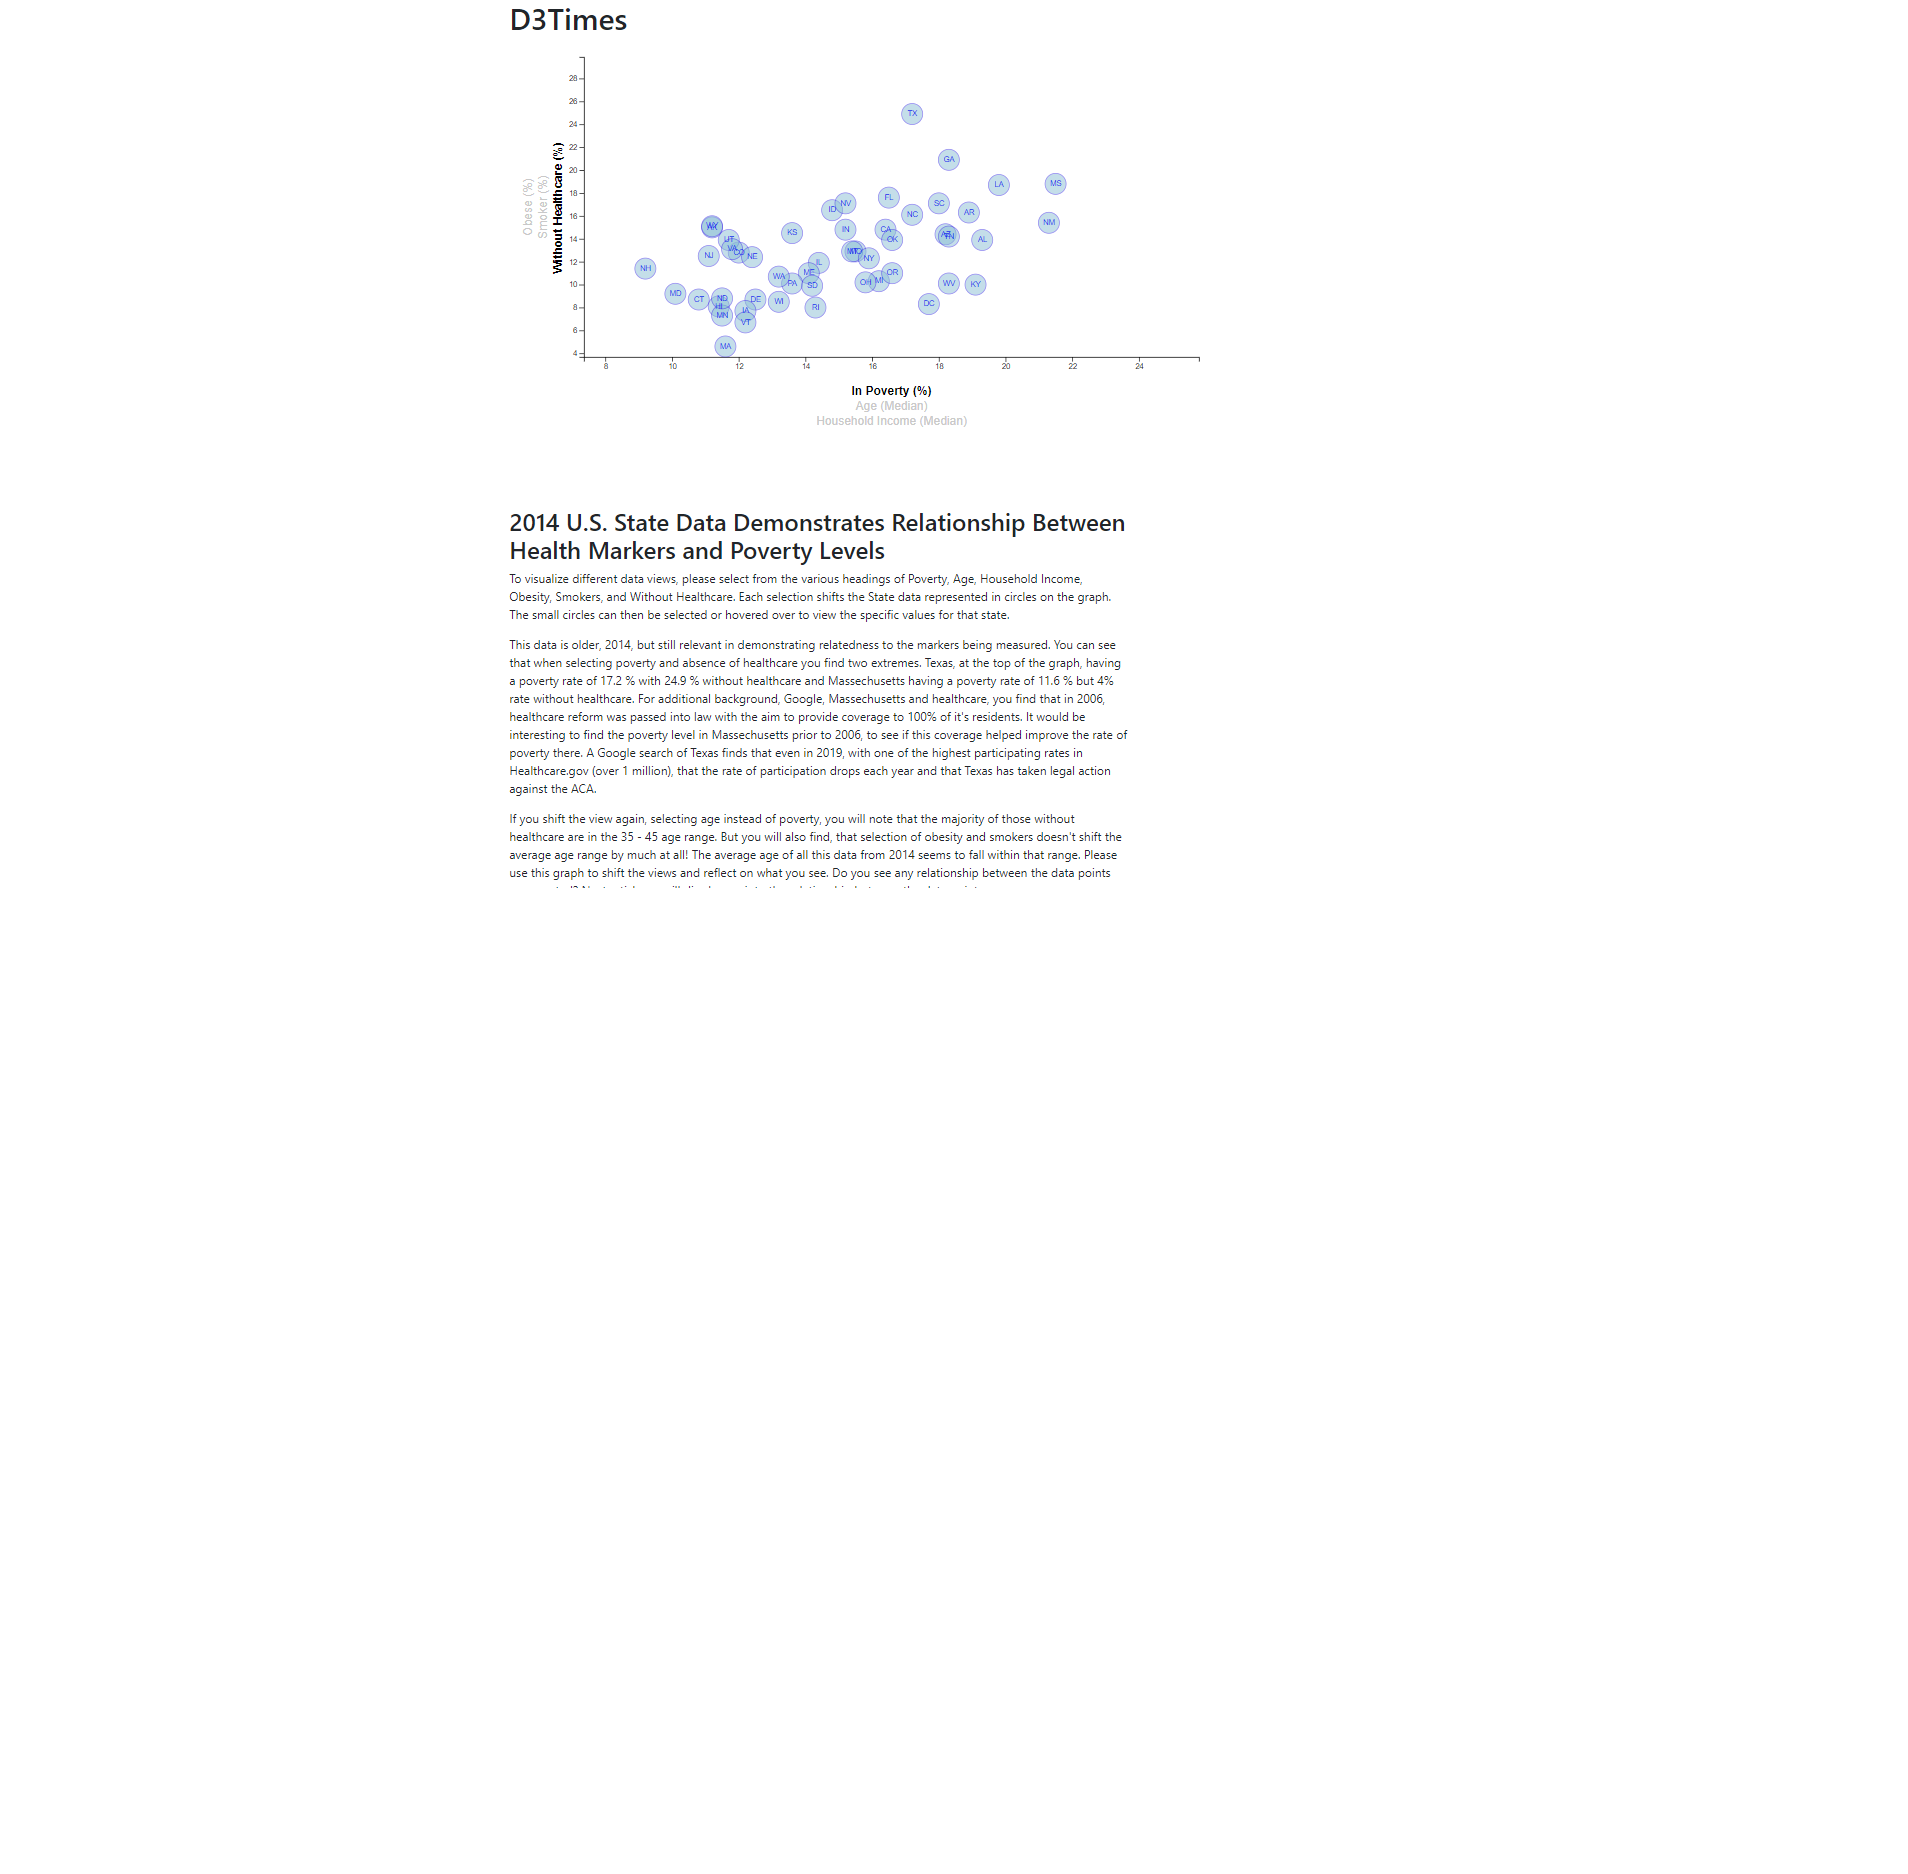 D3Times
28
26
24
22
20
18
16
14
12
10
8
6
4
Obese (%)
Smoker (%)
Without Healthcare (%)
TX
GA
LA
MS
FL
NV
ID
SC
NC
AR
NM
WY
KS
IN
CA
OK
TN
AL
UT
VA
NJ
NE
NY
IL
NH
WA
ME
PA
SD
OH
MI
OR
WV
KY
MD
CT
ND
DE
WI
RI
DC
HI
MN
IA
VT
MA
8 10 12 14 16 18 20 22 24
In Poverty (%)
Age (Median)
Household Income (Median)
2014 U.S. State Data Demonstrates Relationship Between
Health Markers and Poverty Levels
To visualize different data views, please select from the various headings of Poverty, Age, Household Income,
Obesity, Smokers, and Without Healthcare. Each selection shifts the State data represented in circles on the graph.
The small circles can then be selected or hovered over to view the specific values for that state.
This data is older, 2014, but still relevant in demonstrating relatedness to the markers being measured. You can see
that when selecting poverty and absence of healthcare you find two extremes. Texas, at the top of the graph, having
a poverty rate of 17.2 % with 24.9 % without healthcare and Massechusetts having a poverty rate of 11.6 % but 4%
rate without healthcare. For additional background, Google, Massechusetts and healthcare, you find that in 2006,
healthcare reform was passed into law with the aim to provide coverage to 100% of it's residents. It would be
interesting to find the poverty level in Massechusetts prior to 2006, to see if this coverage helped improve the rate of
poverty there. A Google search of Texas finds that even in 2019, with one of the highest participating rates in
Healthcare.gov (over 1 million), that the rate of participation drops each year and that Texas has taken legal action
against the ACA.
If you shift the view again, selecting age instead of poverty, you will note that the majority of those without
healthcare are in the 35 - 45 age range. But you will also find, that selection of obesity and smokers doesn't shift the
average age range by much at all! The average age of all this data from 2014 seems to fall within that range. Please
use this graph to shift the views and reflect on what you see. Do you see any relationship between the data points